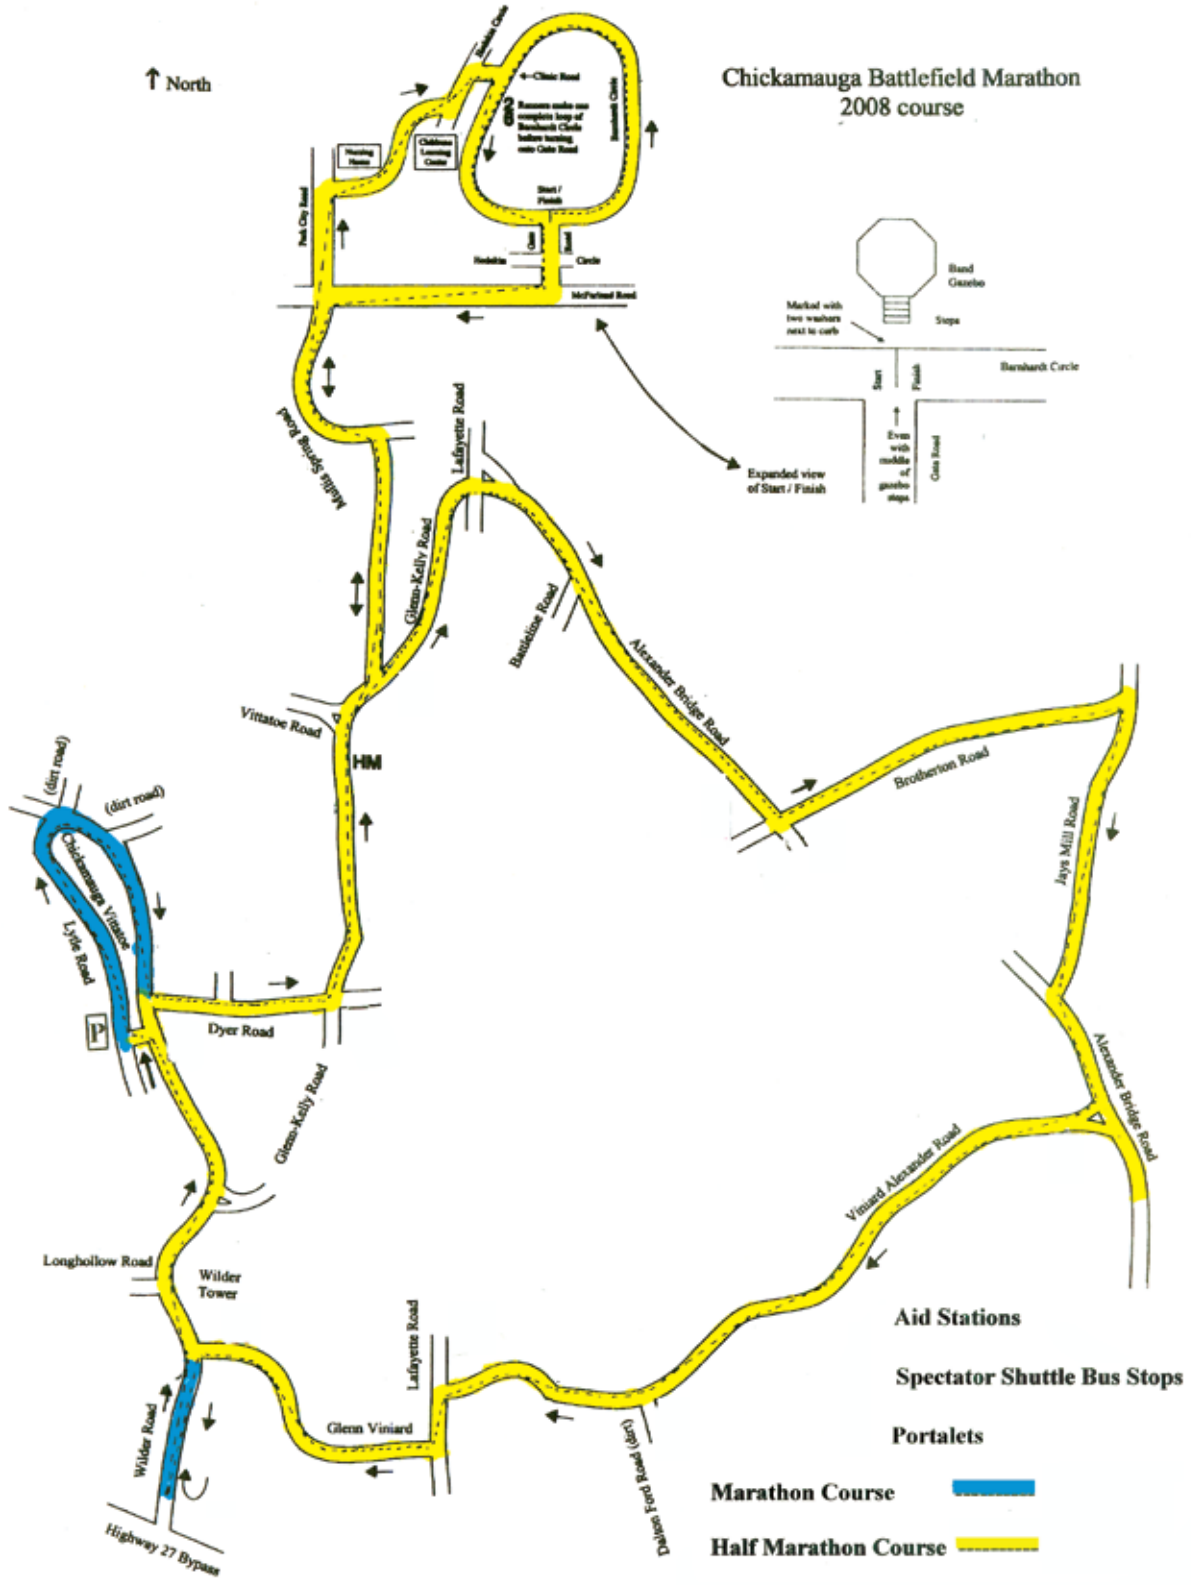 North
Chickamauga Battlefield Marathon
2008 course
Clinic Road
Runners make one
complete loop of
Barnhardt Circle
before turning
onto Gate Road
2ND
Barnhardt Circle
Nursing
Home
Childrens
Learning
Center
Start /
Finish
Park City Road
Gate
Road
Circle
McFarland Road
Band
Gazebo
Steps
Marked with
two washers
next to curb
Barnhardt Circle
Start
Finish
Even
with
middle
of
gazebo
steps
Gate Road
Expanded view
of Start / Finish
Mullis Spring Road
Lafayette Road
Glenn-Kelly Road
Battleline Road
Alexander Bridge Road
Vittatoe Road
HM
Brotherton Road
(dirt road)
(dirt road)
Chickamauga Vittatoe
Lytle Road
Jays Mill Road
P
Dyer Road
Glenn-Kelly Road
Alexander Bridge Road
Viniard Alexander Road
Longhollow Road
Wilder
Tower
Lafayette Road
Glenn Viniard
Wilder Road
Dalton Ford Road (dirt)
Highway 27 Bypass
Aid Stations
Spectator Shuttle Bus Stops
Portalets
Marathon Course
Half Marathon Course